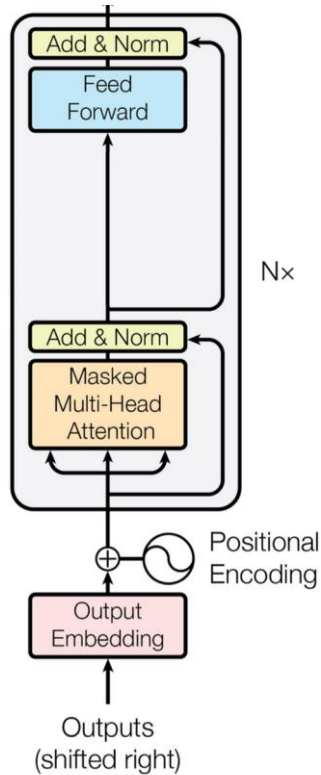 Add & Norm
Feed
Forward
N×
Add & Norm
Masked
Multi-Head
Attention
Positional
Encoding
Output
Embedding
Outputs
(shifted right)